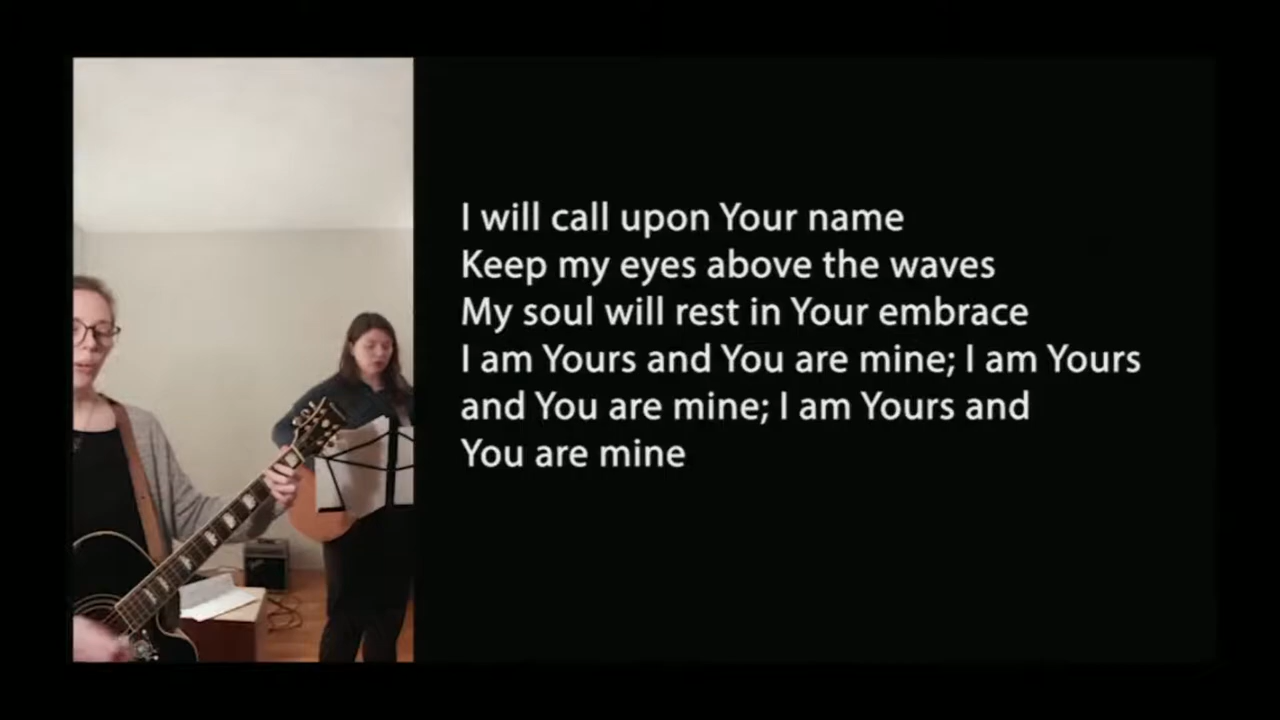 I will call upon Your name
Keep my eyes above the waves
My soul will rest in Your embrace
I am Yours and You are mine; I am Yours
and You are mine; I am Yours and
You are mine